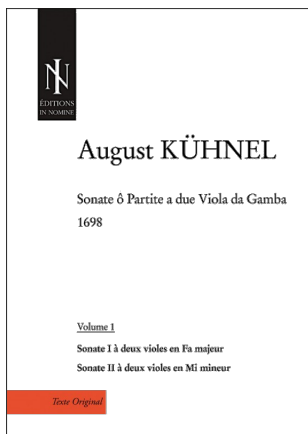 N
ÉDITIONS
IN NOMINE
August KÜHNEL
Sonate ô Partite a due Viola da Gamba
1698
Volume 1
Sonate I à deux violes en Fa majeur
Sonate II à deux violes en Mi mineur
Texte Original